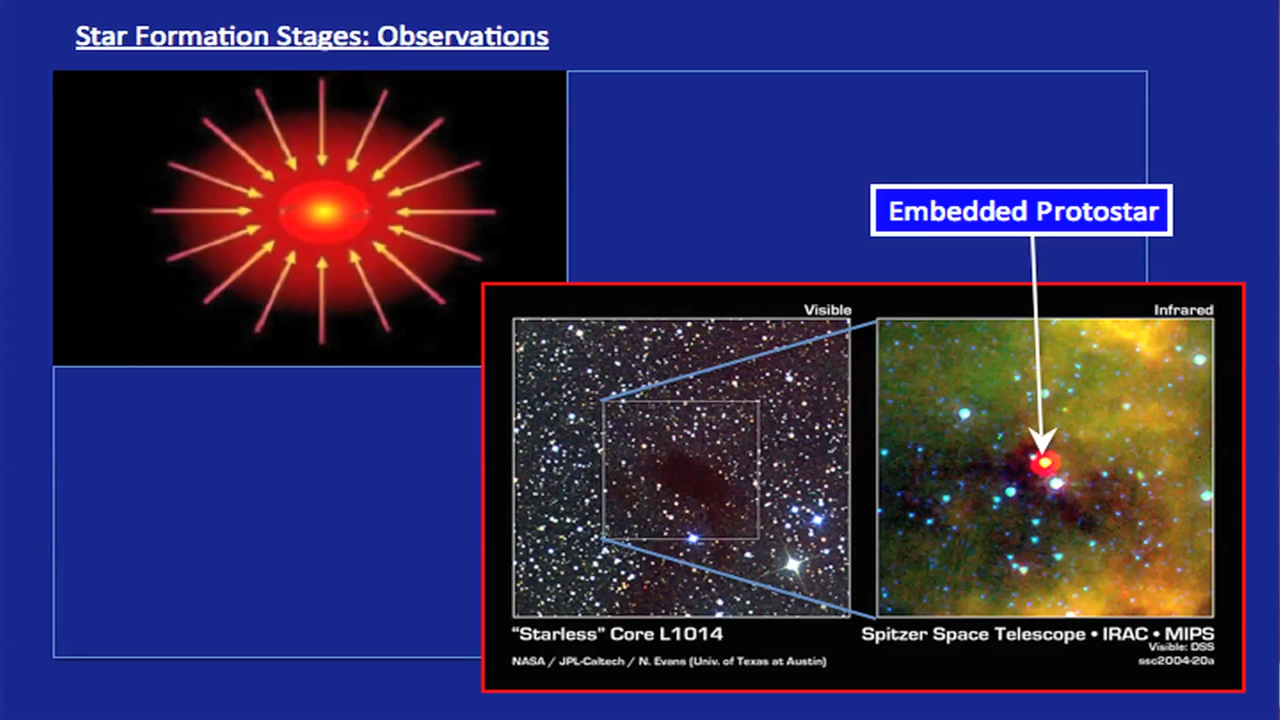 Star Formation Stages: Observations
Embedded Protostar
Visible
Infrared
“Starless” Core L1014
Spitzer Space Telescope • IRAC • MIPS
Visible: DSS
NASA / JPL-Caltech / N. Evans (Univ. of Texas at Austin)
ssc2004-20a